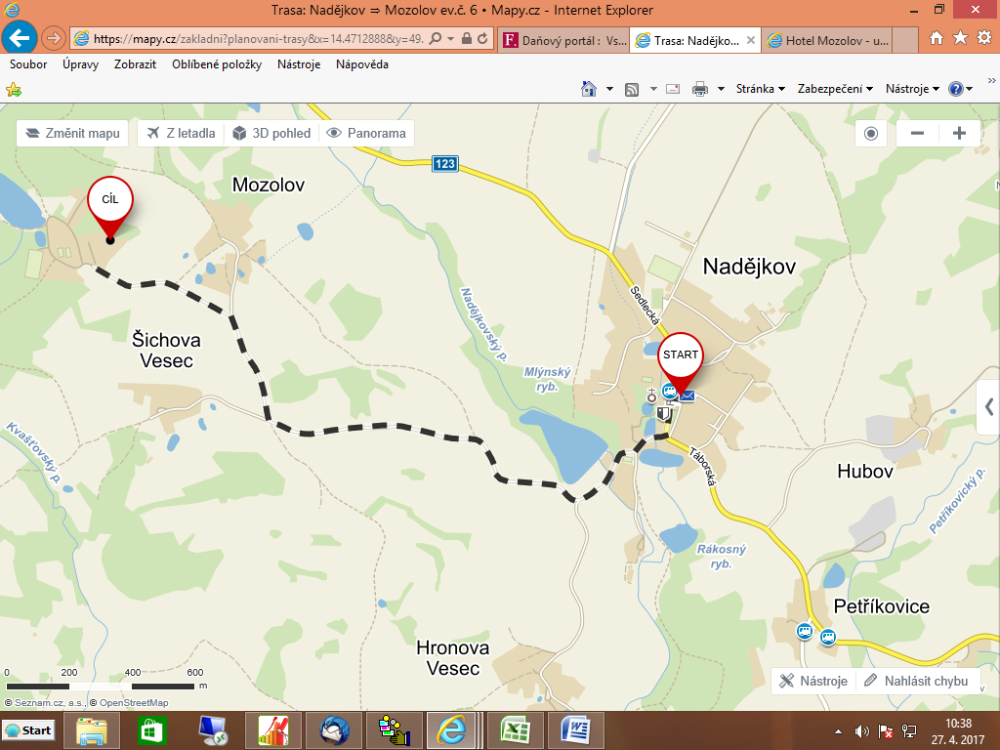 Trasa: Nadějkov ⇒ Mozolov ev.č. 6 • Mapy.cz - Internet Explorer
https://mapy.cz/zakladni?planovani-trasy&x=14.4712888&y=49.
Daňový portál : Vs...
Trasa: Nadějko...
Hotel Mozolov - u...
Soubor Úpravy Zobrazit Oblíbené položky Nástroje Nápověda
Stránka Zabezpečení Nástroje
Změnit mapu Z letadla 3D pohled Panorama
123
CÍL
Mozolov
Nadějkov
Sedlecká
Nadějkovský p.
Šichova
Vesec
START
Mlýnský
ryb.
Kvašťovský p.
Táborská
Hubov
Petříkovický p.
Rákosný
ryb.
Petříkovice
Hronova
Vesec
0 200 400 600
m
Nástroje Nahlásit chybu
© Seznam.cz, a.s., © OpenStreetMap
Start
10:38
27. 4. 2017